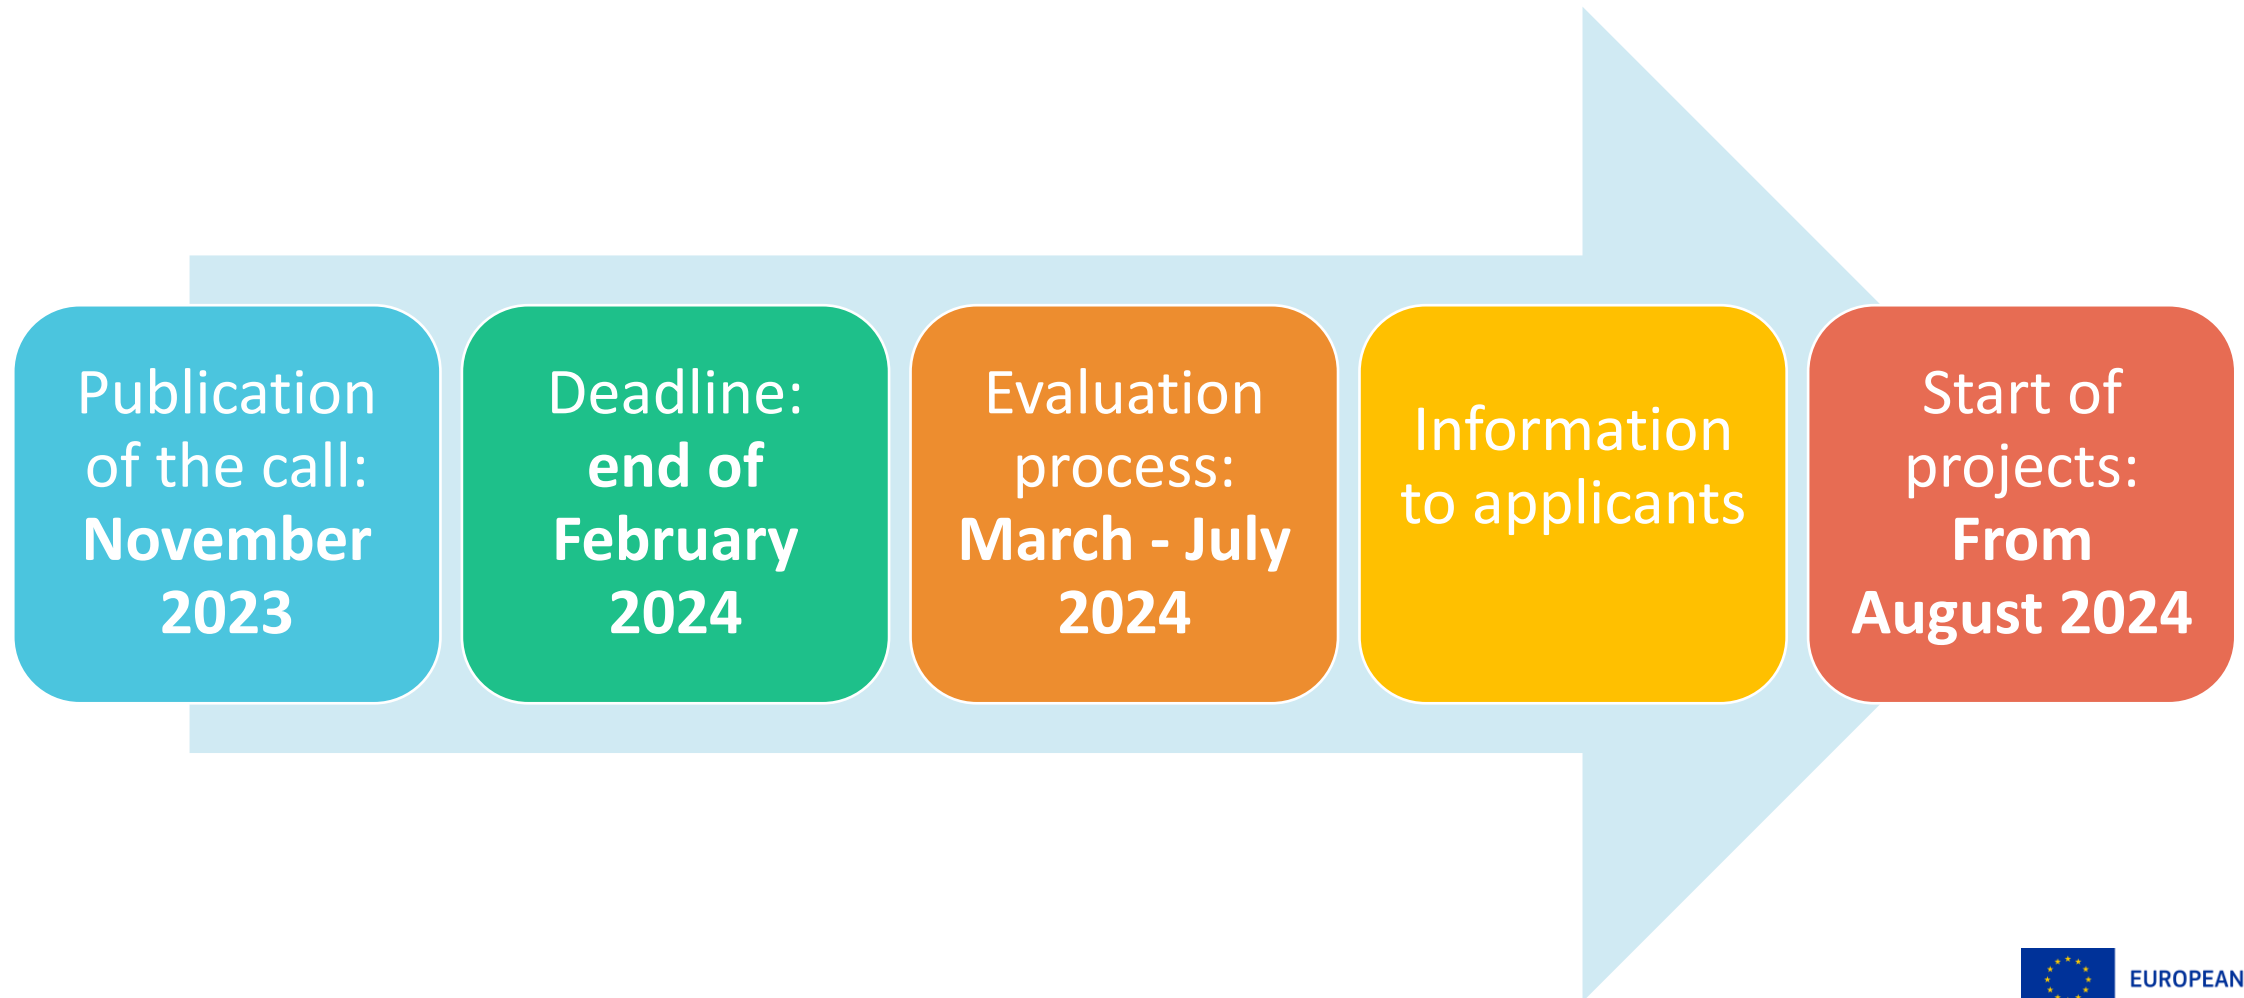 Publication
of the call:
November
2023
Deadline:
end of
February
2024
Evaluation
process:
March - July
2024
Information
to applicants
Start of
projects:
From
August 2024
EUROPEAN